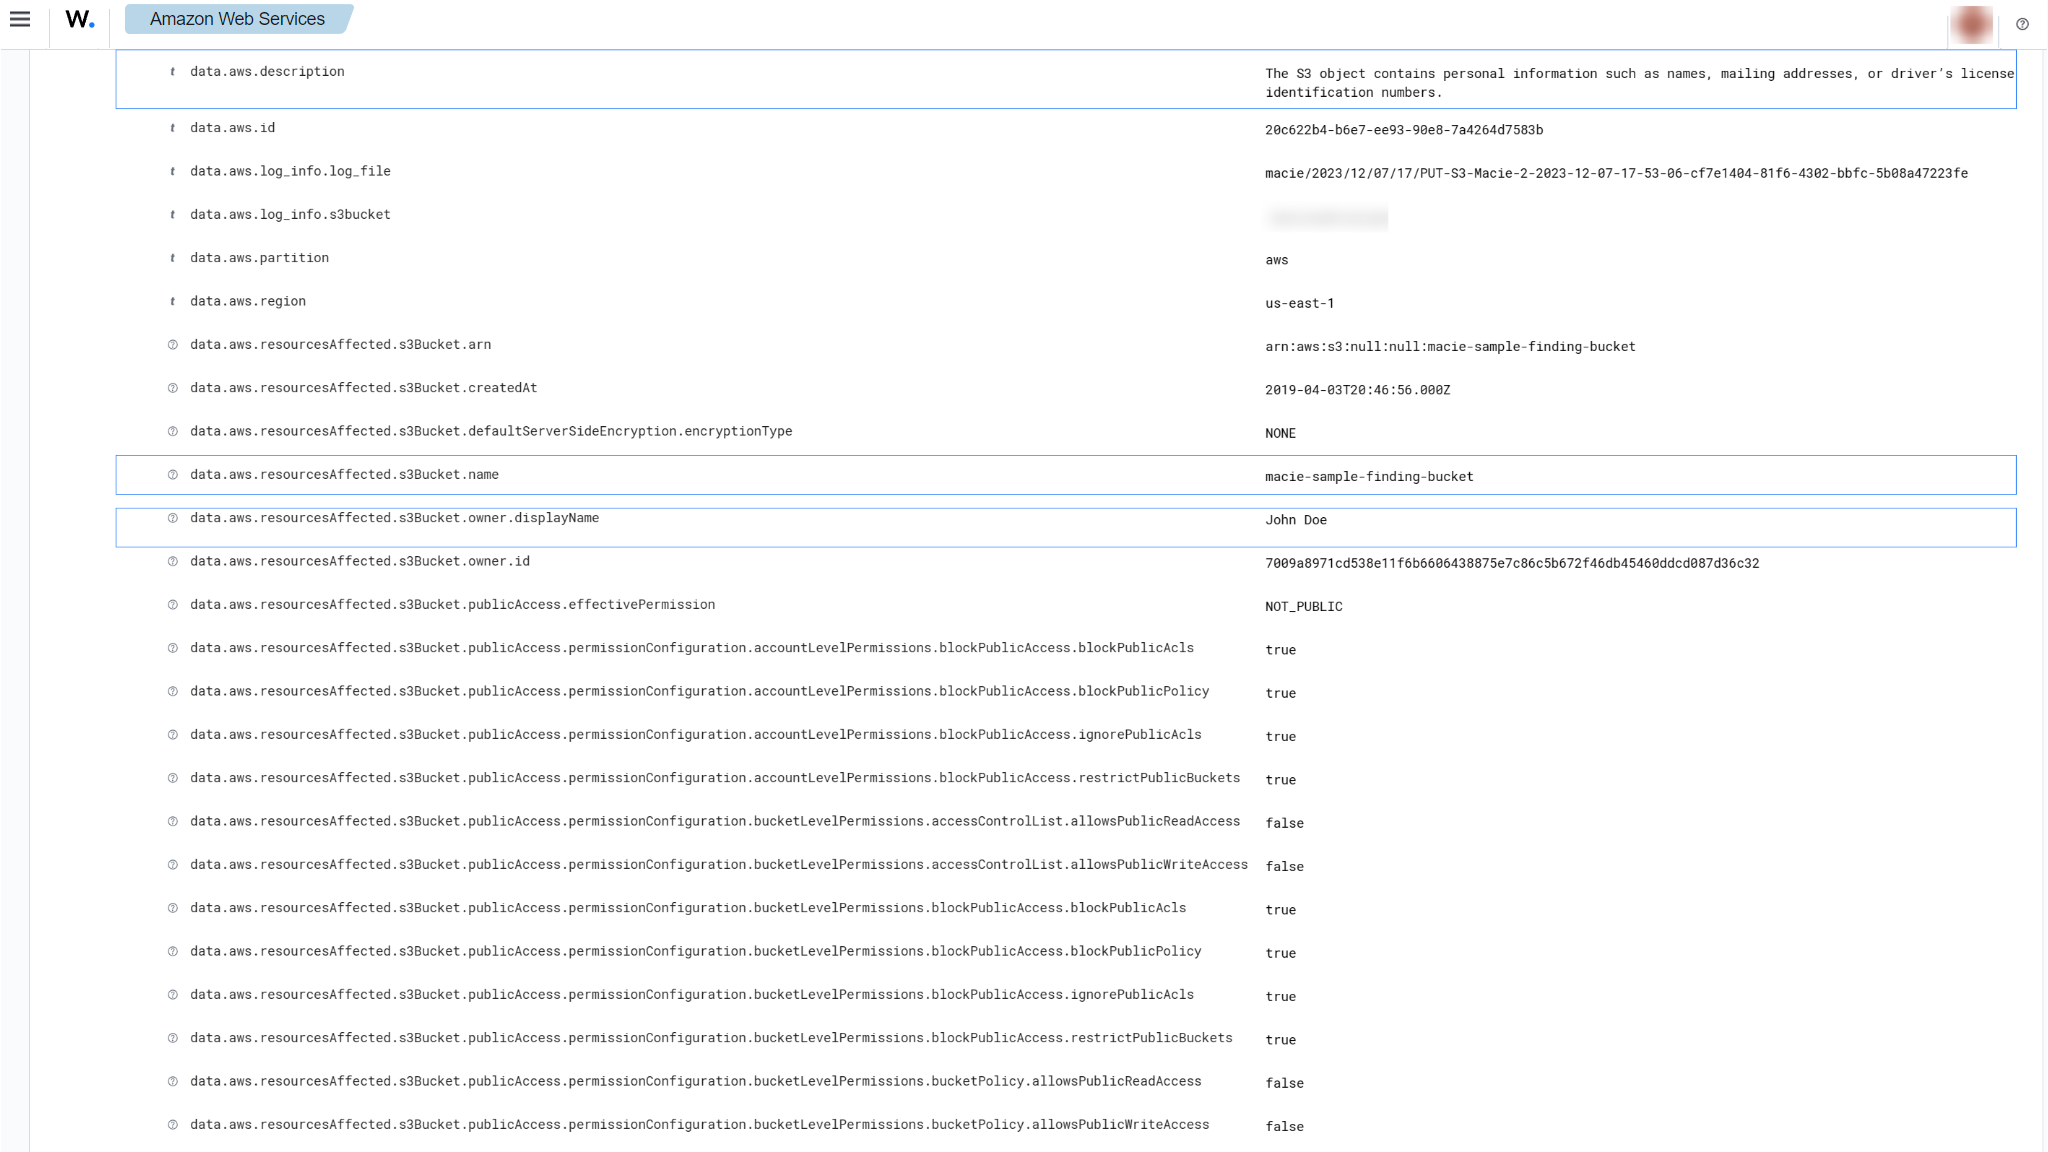 W.
Amazon Web Services
t data.aws.description The S3 object contains personal information such as names, mailing addresses, or driver's license
identification numbers.
t data.aws.id 20c622b4-b6e7-ee93-90e8-7a4264d7583b
t data.aws.log_info.log_file macie/2023/12/07/17/PUT-S3-Macie-2-2023-12-07-17-53-06-cf7e1404-81f6-4302-bbfc-5b08a47223fe
t data.aws.log_info.s3bucket
t data.aws.partition aws
t data.aws.region us-east-1
data.aws.resourcesAffected.s3Bucket.arn arn:aws:s3:null:null:macie-sample-finding-bucket
data.aws.resourcesAffected.s3Bucket.createdAt 2019-04-03T20:46:56.000Z
data.aws.resourcesAffected.s3Bucket.defaultServerSideEncryption.encryptionType NONE
data.aws.resourcesAffected.s3Bucket.name macie-sample-finding-bucket
data.aws.resourcesAffected.s3Bucket.owner.displayName John Doe
data.aws.resourcesAffected.s3Bucket.owner.id 7009a8971cd538e11f6b6606438875e7c86c5b672f46db45460ddcd087d36c32
data.aws.resourcesAffected.s3Bucket.publicAccess.effectivePermission NOT_PUBLIC
data.aws.resourcesAffected.s3Bucket.publicAccess.permissionConfiguration.accountLevelPermissions.blockPublicAccess.blockPublicAcls true
data.aws.resourcesAffected.s3Bucket.publicAccess.permissionConfiguration.accountLevelPermissions.blockPublicAccess.blockPublicPolicy true
data.aws.resourcesAffected.s3Bucket.publicAccess.permissionConfiguration.accountLevelPermissions.blockPublicAccess.ignorePublicAcls true
data.aws.resourcesAffected.s3Bucket.publicAccess.permissionConfiguration.accountLevelPermissions.blockPublicAccess.restrictPublicBuckets true
data.aws.resourcesAffected.s3Bucket.publicAccess.permissionConfiguration.bucketLevelPermissions.accessControlList.allowsPublicReadAccess false
data.aws.resourcesAffected.s3Bucket.publicAccess.permissionConfiguration.bucketLevelPermissions.accessControlList.allowsPublicWriteAccess false
data.aws.resourcesAffected.s3Bucket.publicAccess.permissionConfiguration.bucketLevelPermissions.blockPublicAccess.blockPublicAcls true
data.aws.resourcesAffected.s3Bucket.publicAccess.permissionConfiguration.bucketLevelPermissions.blockPublicAccess.blockPublicPolicy true
data.aws.resourcesAffected.s3Bucket.publicAccess.permissionConfiguration.bucketLevelPermissions.blockPublicAccess.ignorePublicAcls true
data.aws.resourcesAffected.s3Bucket.publicAccess.permissionConfiguration.bucketLevelPermissions.blockPublicAccess.restrictPublicBuckets true
data.aws.resourcesAffected.s3Bucket.publicAccess.permissionConfiguration.bucketLevelPermissions.bucketPolicy.allowsPublicReadAccess false
data.aws.resourcesAffected.s3Bucket.publicAccess.permissionConfiguration.bucketLevelPermissions.bucketPolicy.allowsPublicWriteAccess false